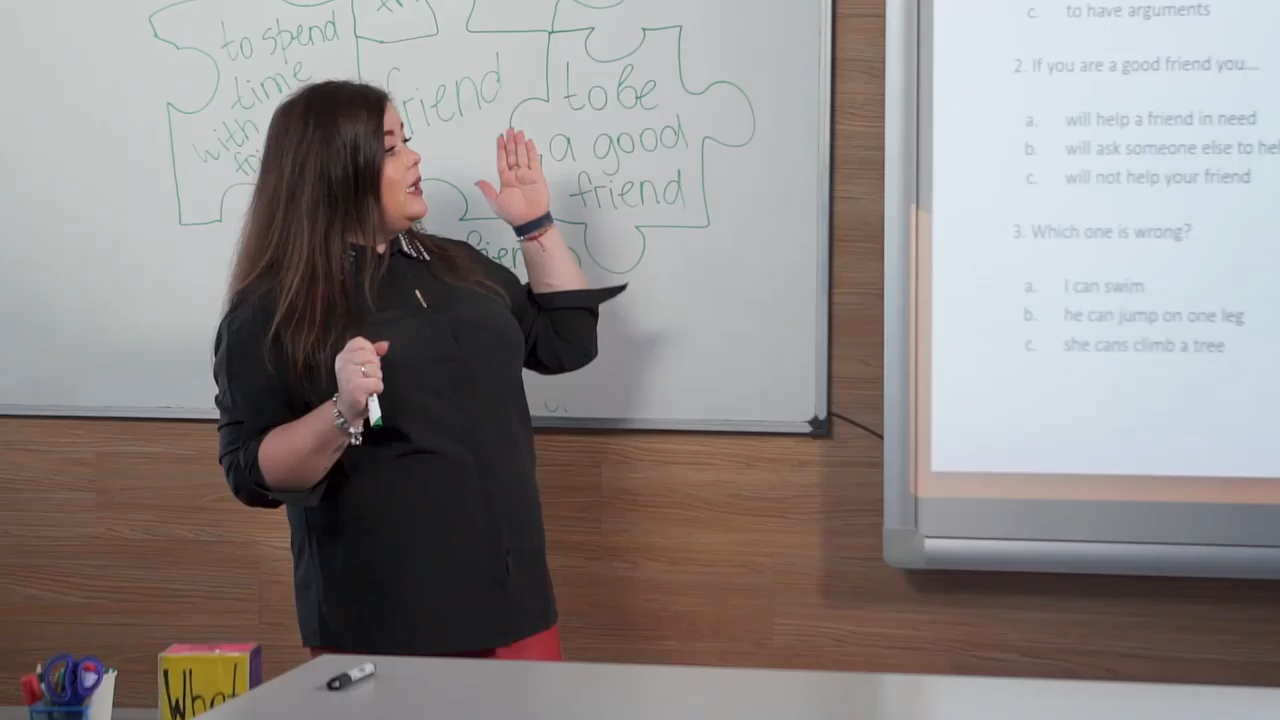 to spend
time
with
friend
to be
a good
friend
c. to have arguments
2. If you are a good friend you...
a. will help a friend in need
b. will ask someone else to hel
c. will not help your friend
3. Which one is wrong?
a. I can swim
b. he can jump on one leg
c. she cans climb a tree
What